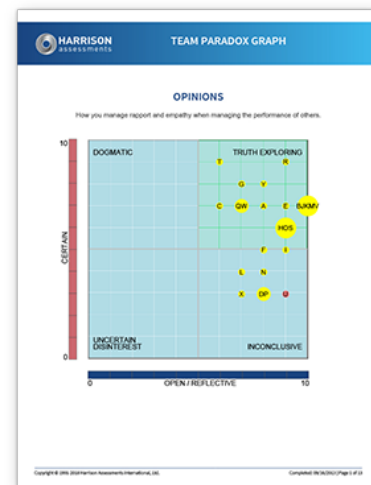 HARRISON
assessments
TEAM PARADOX GRAPH
OPINIONS
How you manage rapport and empathy when managing the performance of others.
10
DOGMATIC
TRUTH EXPLORING
T
R
G
Y
C
QW
A
E
BJKMV
HOS
F
I
L
N
X
DP
CERTAIN
UNCERTAIN
DISINTEREST
INCONCLUSIVE
0
0
OPEN / REFLECTIVE
10